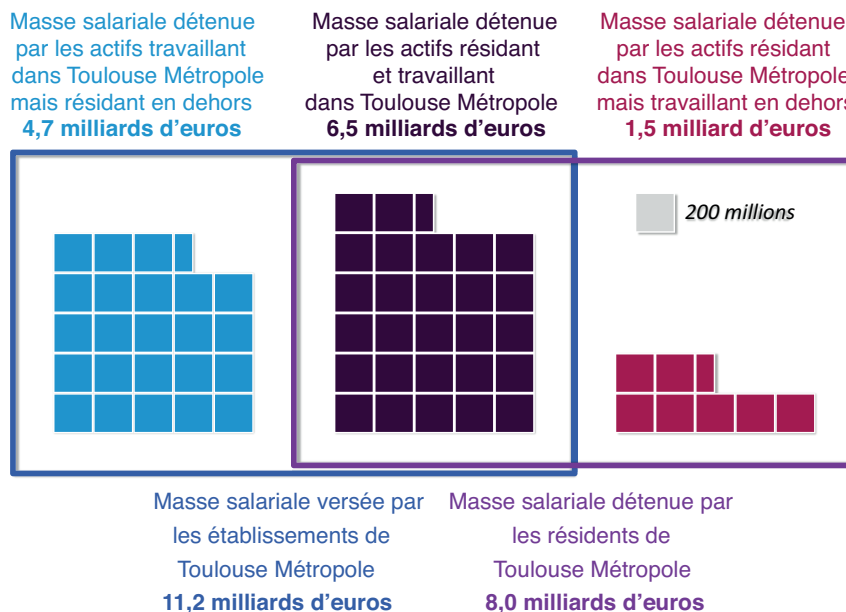 Masse salariale détenue
par les actifs travaillant
dans Toulouse Métropole
mais résidant en dehors
4,7 milliards d’euros
Masse salariale détenue
par les actifs résidant
et travaillant
dans Toulouse Métropole
6,5 milliards d’euros
Masse salariale détenue
par les actifs résidant
dans Toulouse Métropole
mais travaillant en dehors
1,5 milliard d’euros
200 millions
Masse salariale versée par
les établissements de
Toulouse Métropole
11,2 milliards d’euros
Masse salariale détenue par
les résidents de
Toulouse Métropole
8,0 milliards d’euros